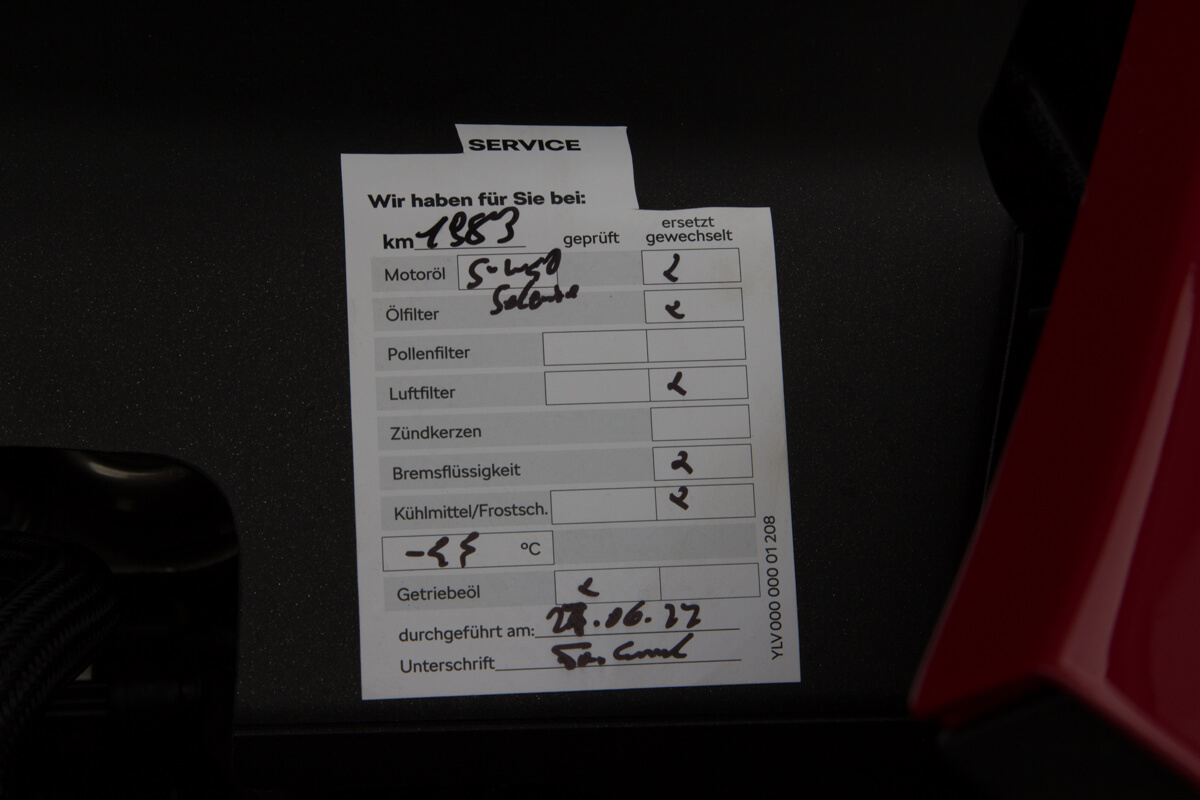 SERVICE
Wir haben für Sie bei:
km 1983
geprüft ersetzt gewechselt
Motoröl
Ölfilter
Pollenfilter
Luftfilter
Zündkerzen
Bremsflüssigkeit
Kühlmittel/Frostsch.
°C
Getriebeöl
durchgeführt am:
Unterschrift
YLV 000 000 01 208